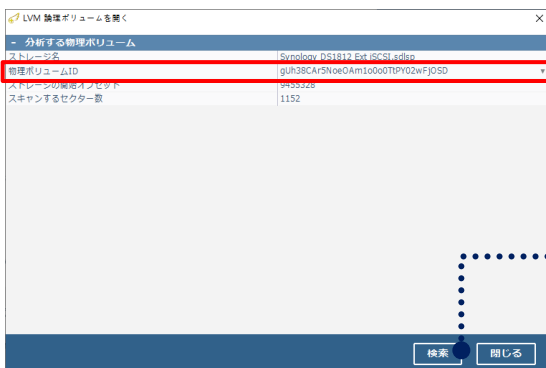 LVM 論理ボリュームを開く
- 分析する物理ボリューム
ストレージ名 Synology DS1812 Ext iSCSI.sdlsp
物理ボリュームID gUh38CAr5NoeOAm1o0o0TtPY02wFjOSD
ストレージの開始オフセット 9455328
スキャンするセクター数 1152
検索 閉じる